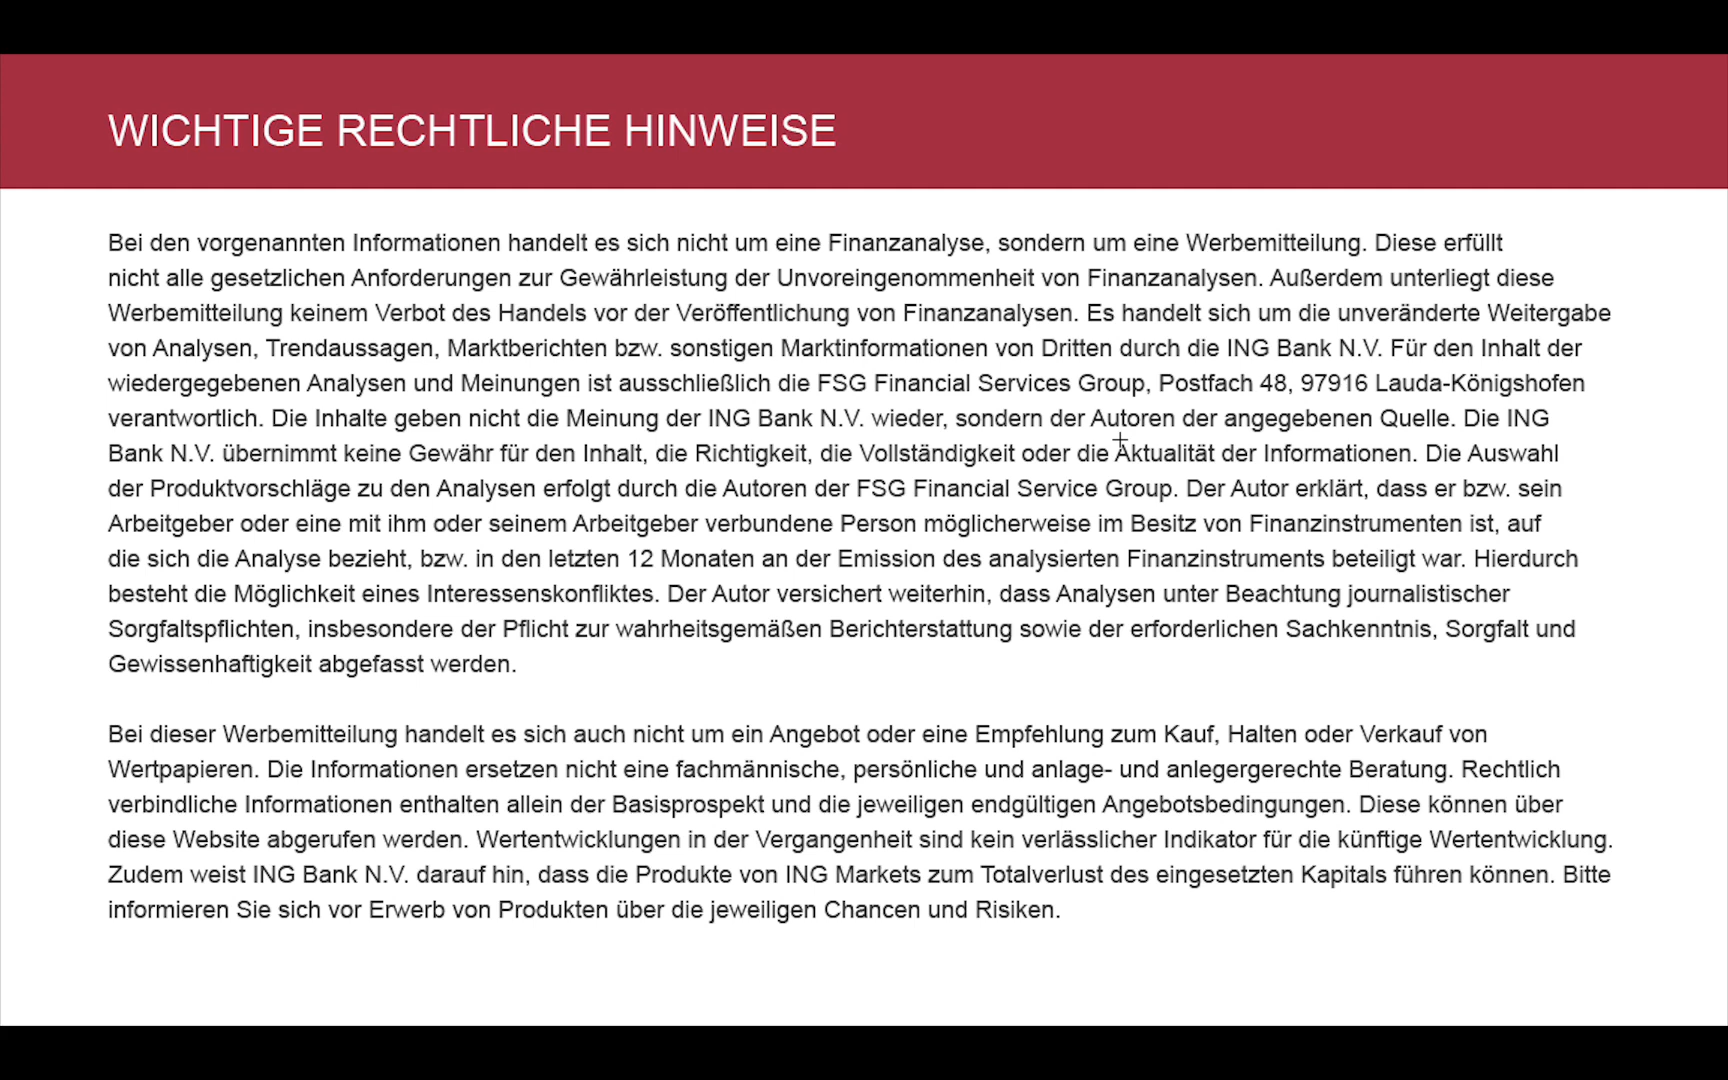 WICHTIGE RECHTLICHE HINWEISE
Bei den vorgenannten Informationen handelt es sich nicht um eine Finanzanalyse, sondern um eine Werbemitteilung. Diese erfüllt
nicht alle gesetzlichen Anforderungen zur Gewährleistung der Unvoreingenommenheit von Finanzanalysen. Außerdem unterliegt diese
Werbemitteilung keinem Verbot des Handels vor der Veröffentlichung von Finanzanalysen. Es handelt sich um die unveränderte Weitergabe
von Analysen, Trendaussagen, Marktberichten bzw. sonstigen Marktinformationen von Dritten durch die ING Bank N.V. Für den Inhalt der
wiedergegebenen Analysen und Meinungen ist ausschließlich die FSG Financial Services Group, Postfach 48, 97916 Lauda-Königshofen
verantwortlich. Die Inhalte geben nicht die Meinung der ING Bank N.V. wieder, sondern der Autoren der angegebenen Quelle. Die ING
Bank N.V. übernimmt keine Gewähr für den Inhalt, die Richtigkeit, die Vollständigkeit oder die Aktualität der Informationen. Die Auswahl
der Produktvorschläge zu den Analysen erfolgt durch die Autoren der FSG Financial Service Group. Der Autor erklärt, dass er bzw. sein
Arbeitgeber oder eine mit ihm oder seinem Arbeitgeber verbundene Person möglicherweise im Besitz von Finanzinstrumenten ist, auf
die sich die Analyse bezieht, bzw. in den letzten 12 Monaten an der Emission des analysierten Finanzinstruments beteiligt war. Hierdurch
besteht die Möglichkeit eines Interessenskonfliktes. Der Autor versichert weiterhin, dass Analysen unter Beachtung journalistischer
Sorgfaltspflichten, insbesondere der Pflicht zur wahrheitsgemäßen Berichterstattung sowie der erforderlichen Sachkenntnis, Sorgfalt und
Gewissenhaftigkeit abgefasst werden.
Bei dieser Werbemitteilung handelt es sich auch nicht um ein Angebot oder eine Empfehlung zum Kauf, Halten oder Verkauf von
Wertpapieren. Die Informationen ersetzen nicht eine fachmännische, persönliche und anlage- und anlegergerechte Beratung. Rechtlich
verbindliche Informationen enthalten allein der Basisprospekt und die jeweiligen endgültigen Angebotsbedingungen. Diese können über
diese Website abgerufen werden. Wertentwicklungen in der Vergangenheit sind kein verlässlicher Indikator für die künftige Wertentwicklung.
Zudem weist ING Bank N.V. darauf hin, dass die Produkte von ING Markets zum Totalverlust des eingesetzten Kapitals führen können. Bitte
informieren Sie sich vor Erwerb von Produkten über die jeweiligen Chancen und Risiken.